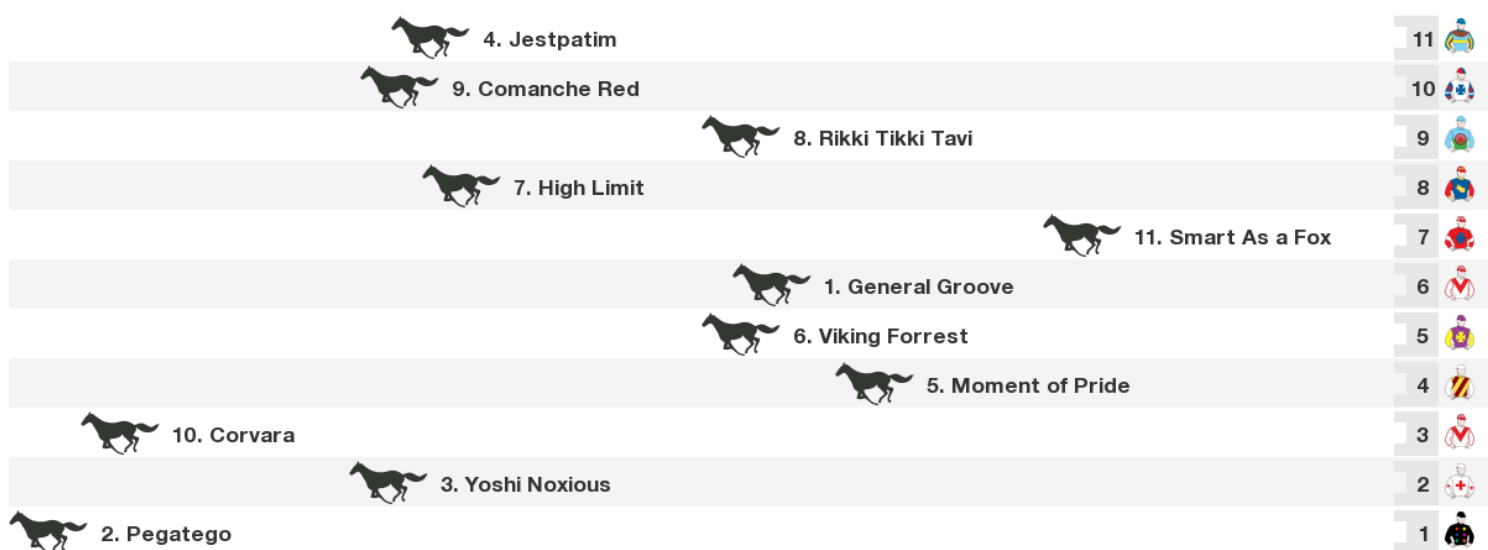 4. Jestpatim 11
9. Comanche Red 10
8. Rikki Tikki Tavi 9
7. High Limit 8
11. Smart As a Fox 7
1. General Groove 6
6. Viking Forrest 5
5. Moment of Pride 4
10. Corvara 3
3. Yoshi Noxious 2
2. Pegatego 1